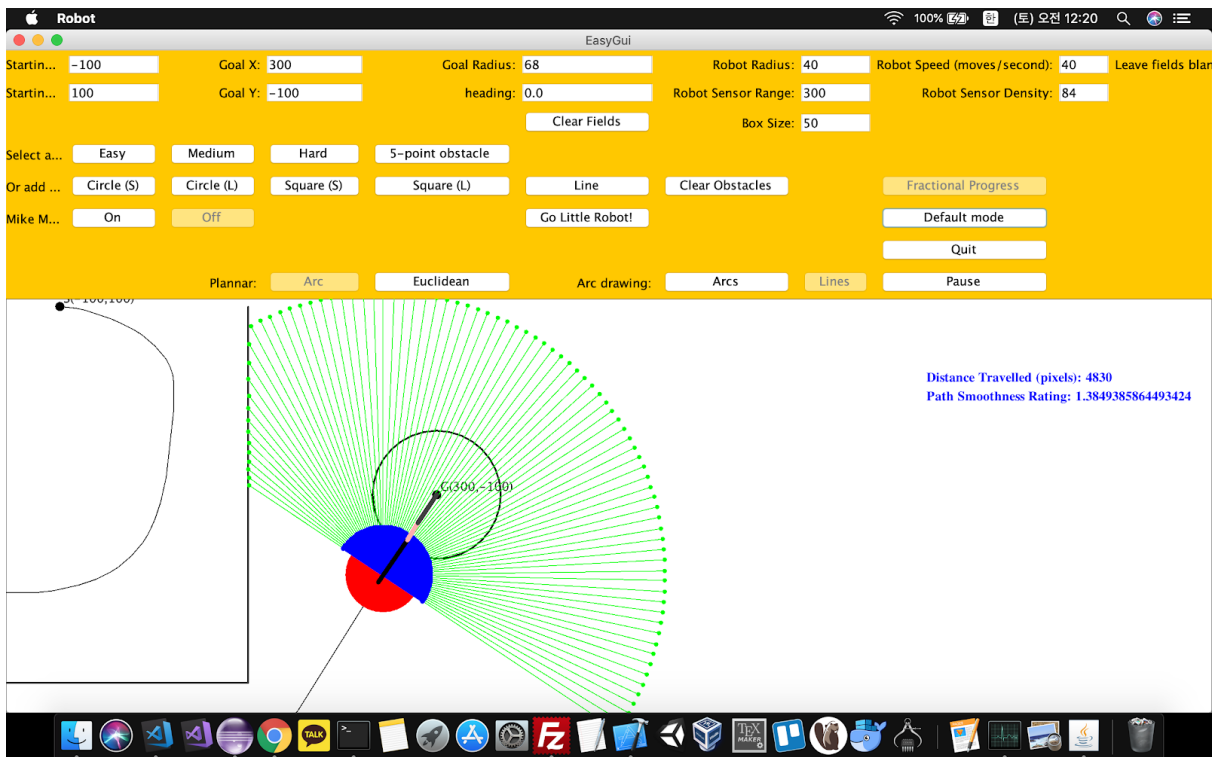 Robot 100% 한 (토) 오전 12:20
EasyGui
Startin... -100 Goal X: 300 Goal Radius: 68 Robot Radius: 40 Robot Speed (moves/second): 40 Leave fields blan
Startin... 100 Goal Y: -100 heading: 0.0 Robot Sensor Range: 300 Robot Sensor Density: 84
Clear Fields Box Size: 50
Select a... Easy Medium Hard 5-point obstacle
Or add ... Circle (S) Circle (L) Square (S) Square (L) Line Clear Obstacles Fractional Progress
Mike M... On Off Go Little Robot! Default mode
Quit
Plannar: Arc Euclidean Arc drawing: Arcs Lines Pause
S(-100,100)
Distance Travelled (pixels): 4830
Path Smoothness Rating: 1.3849385864493424
G(300,-100)
TALK
FZ
TEX
MAKER